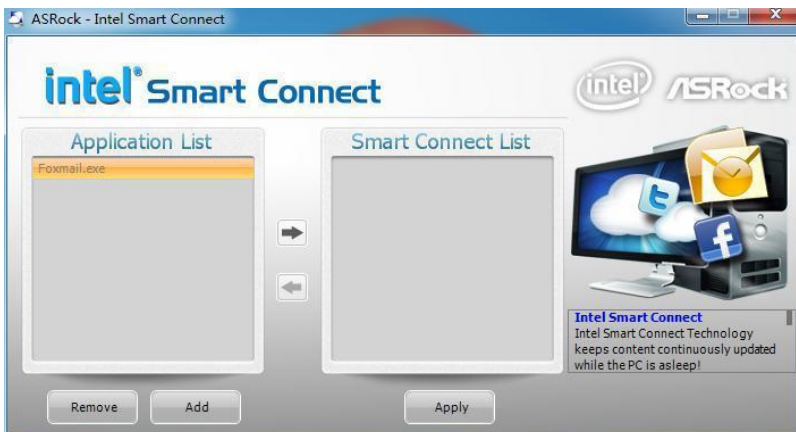 ASRock - Intel Smart Connect
intel® Smart Connect
intel
ASRock
Application List
Smart Connect List
Foxmail.exe
Intel Smart Connect
Intel Smart Connect Technology
keeps content continuously updated
while the PC is asleep!
Remove
Add
Apply